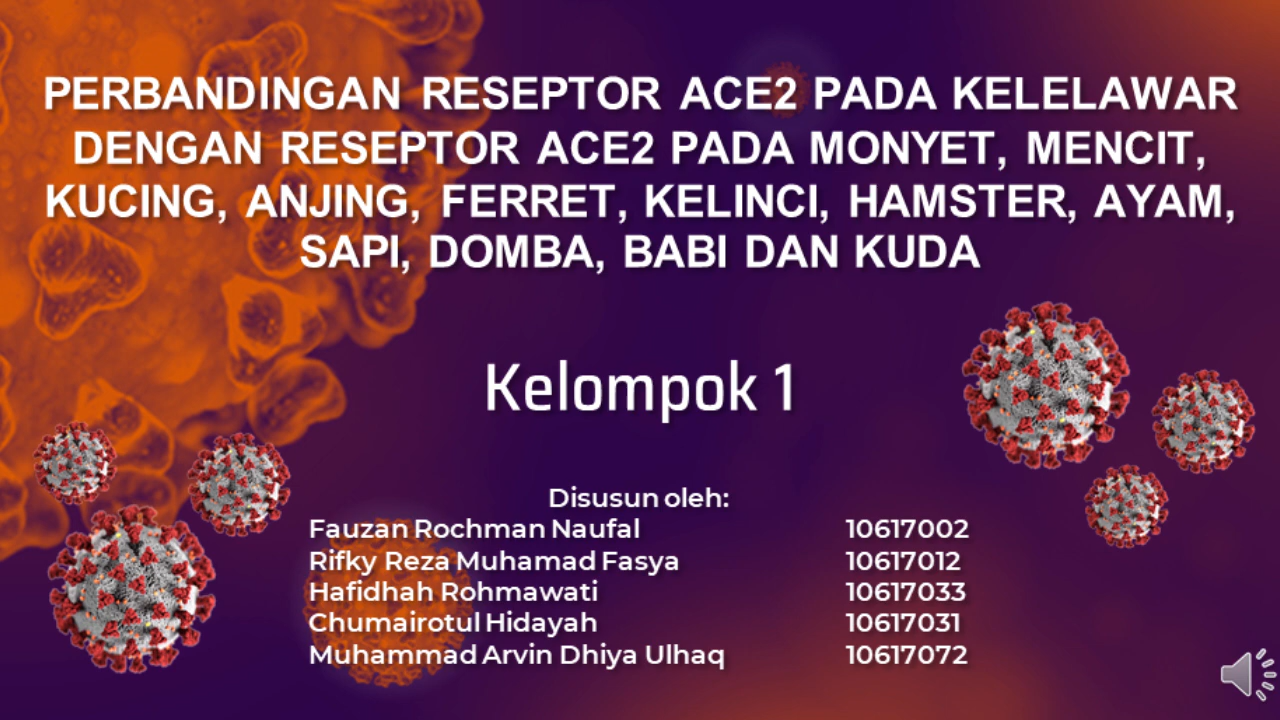 PERBANDINGAN RESEPTOR ACE2 PADA KELELAWAR
DENGAN RESEPTOR ACE2 PADA MONYET, MENCIT,
KUCING, ANJING, FERRET, KELINCI, HAMSTER, AYAM,
SAPI, DOMBA, BABI DAN KUDA
Kelompok 1
Disusun oleh:
Fauzan Rochman Naufal 10617002
Rifky Reza Muhamad Fasya 10617012
Hafidhah Rohmawati 10617033
Chumairotul Hidayah 10617031
Muhammad Arvin Dhiya Ulhaq 10617072